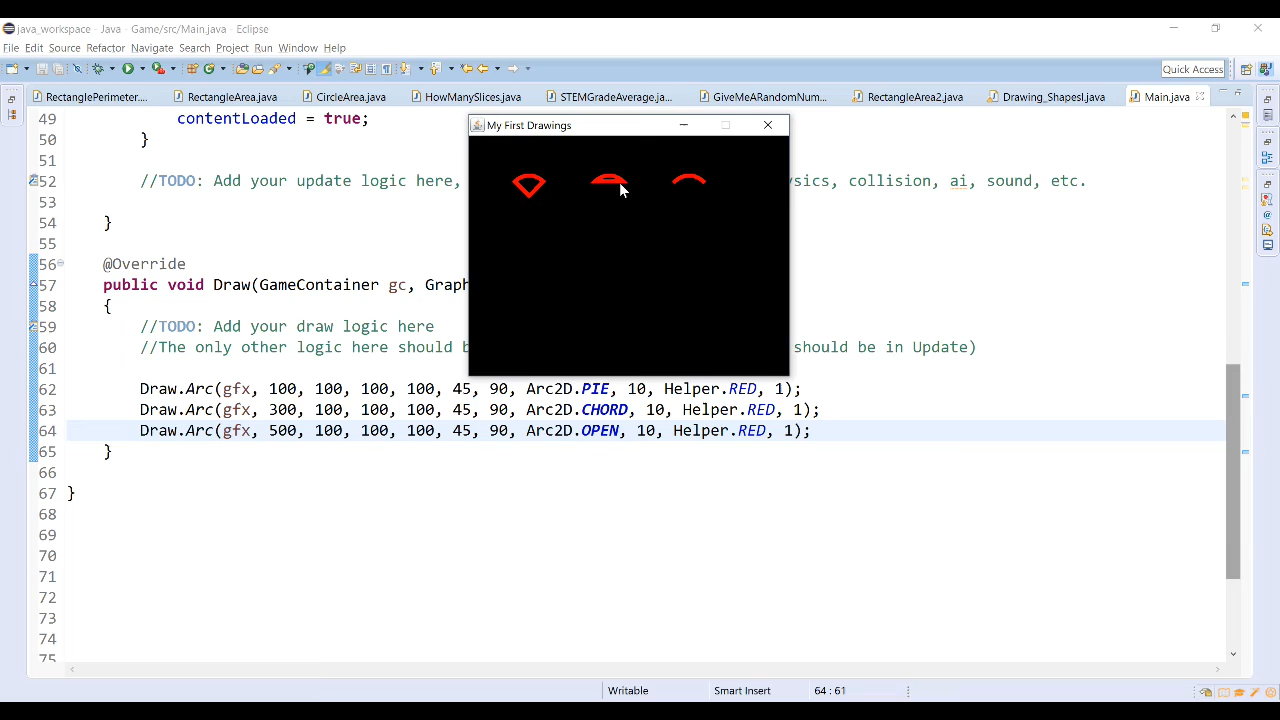 java_workspace - Java - Game/src/Main.java - Eclipse
File Edit Source Refactor Navigate Search Project Run Window Help
Quick Access
RectanglePerimeter.... RectangleArea.java CircleArea.java HowManySlices.java STEMGradeAverage.ja... GiveMeARandomNum... RectangleArea2.java Drawing_Shapesl.java Main.java
49 contentLoaded = true;
My First Drawings
50 }
51
52 //TODO: Add your update logic here, sics, collision, ai, sound, etc.
53
54 }
55
56 @Override
57 public void Draw(GameContainer gc, Graph
58 {
59 //TODO: Add your draw logic here
60 //The only other logic here should b should be in Update)
61
62 Draw.Arc(gfx, 100, 100, 100, 100, 45, 90, Arc2D.PIE, 10, Helper.RED, 1);
63 Draw.Arc(gfx, 300, 100, 100, 100, 45, 90, Arc2D.CHORD, 10, Helper.RED, 1);
64 Draw.Arc(gfx, 500, 100, 100, 100, 45, 90, Arc2D.OPEN, 10, Helper.RED, 1);
65 }
66
67 }
68
69
70
71
72
73
74
75
Writable Smart Insert 64 : 61